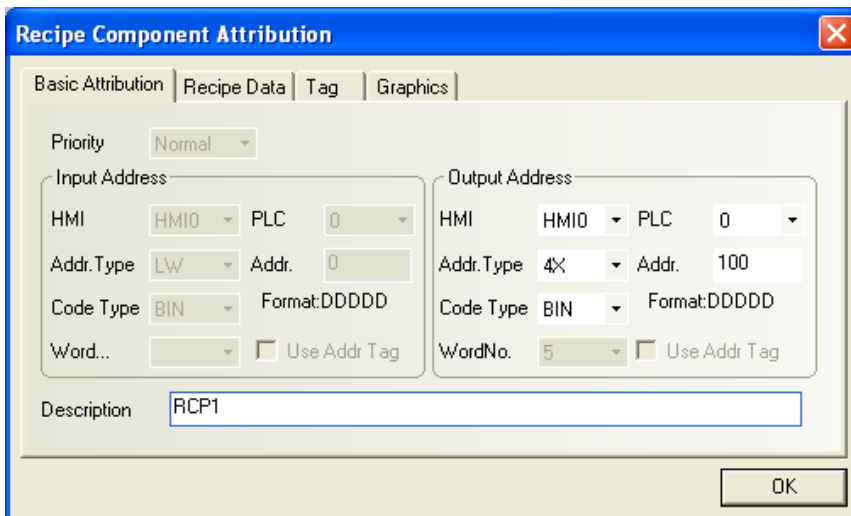 Recipe Component Attribution
Basic Attribution Recipe Data Tag Graphics
Priority Normal
Input Address
HMI HMI0 PLC 0
Addr.Type LW Addr. 0
Code Type BIN Format:DDDDD
Word... Use Addr Tag
Output Address
HMI HMI0 PLC 0
Addr.Type 4X Addr. 100
Code Type BIN Format:DDDDD
WordNo. 5 Use Addr Tag
Description RCP1
OK